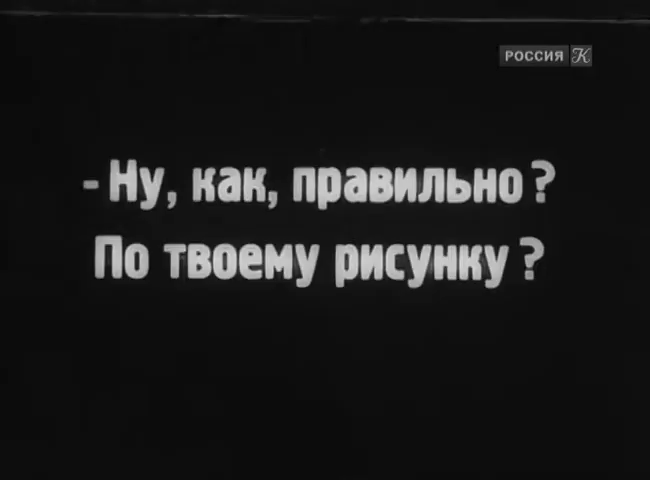 РОССИЯ К
- Ну, как, правильно?
По твоему рисунку?